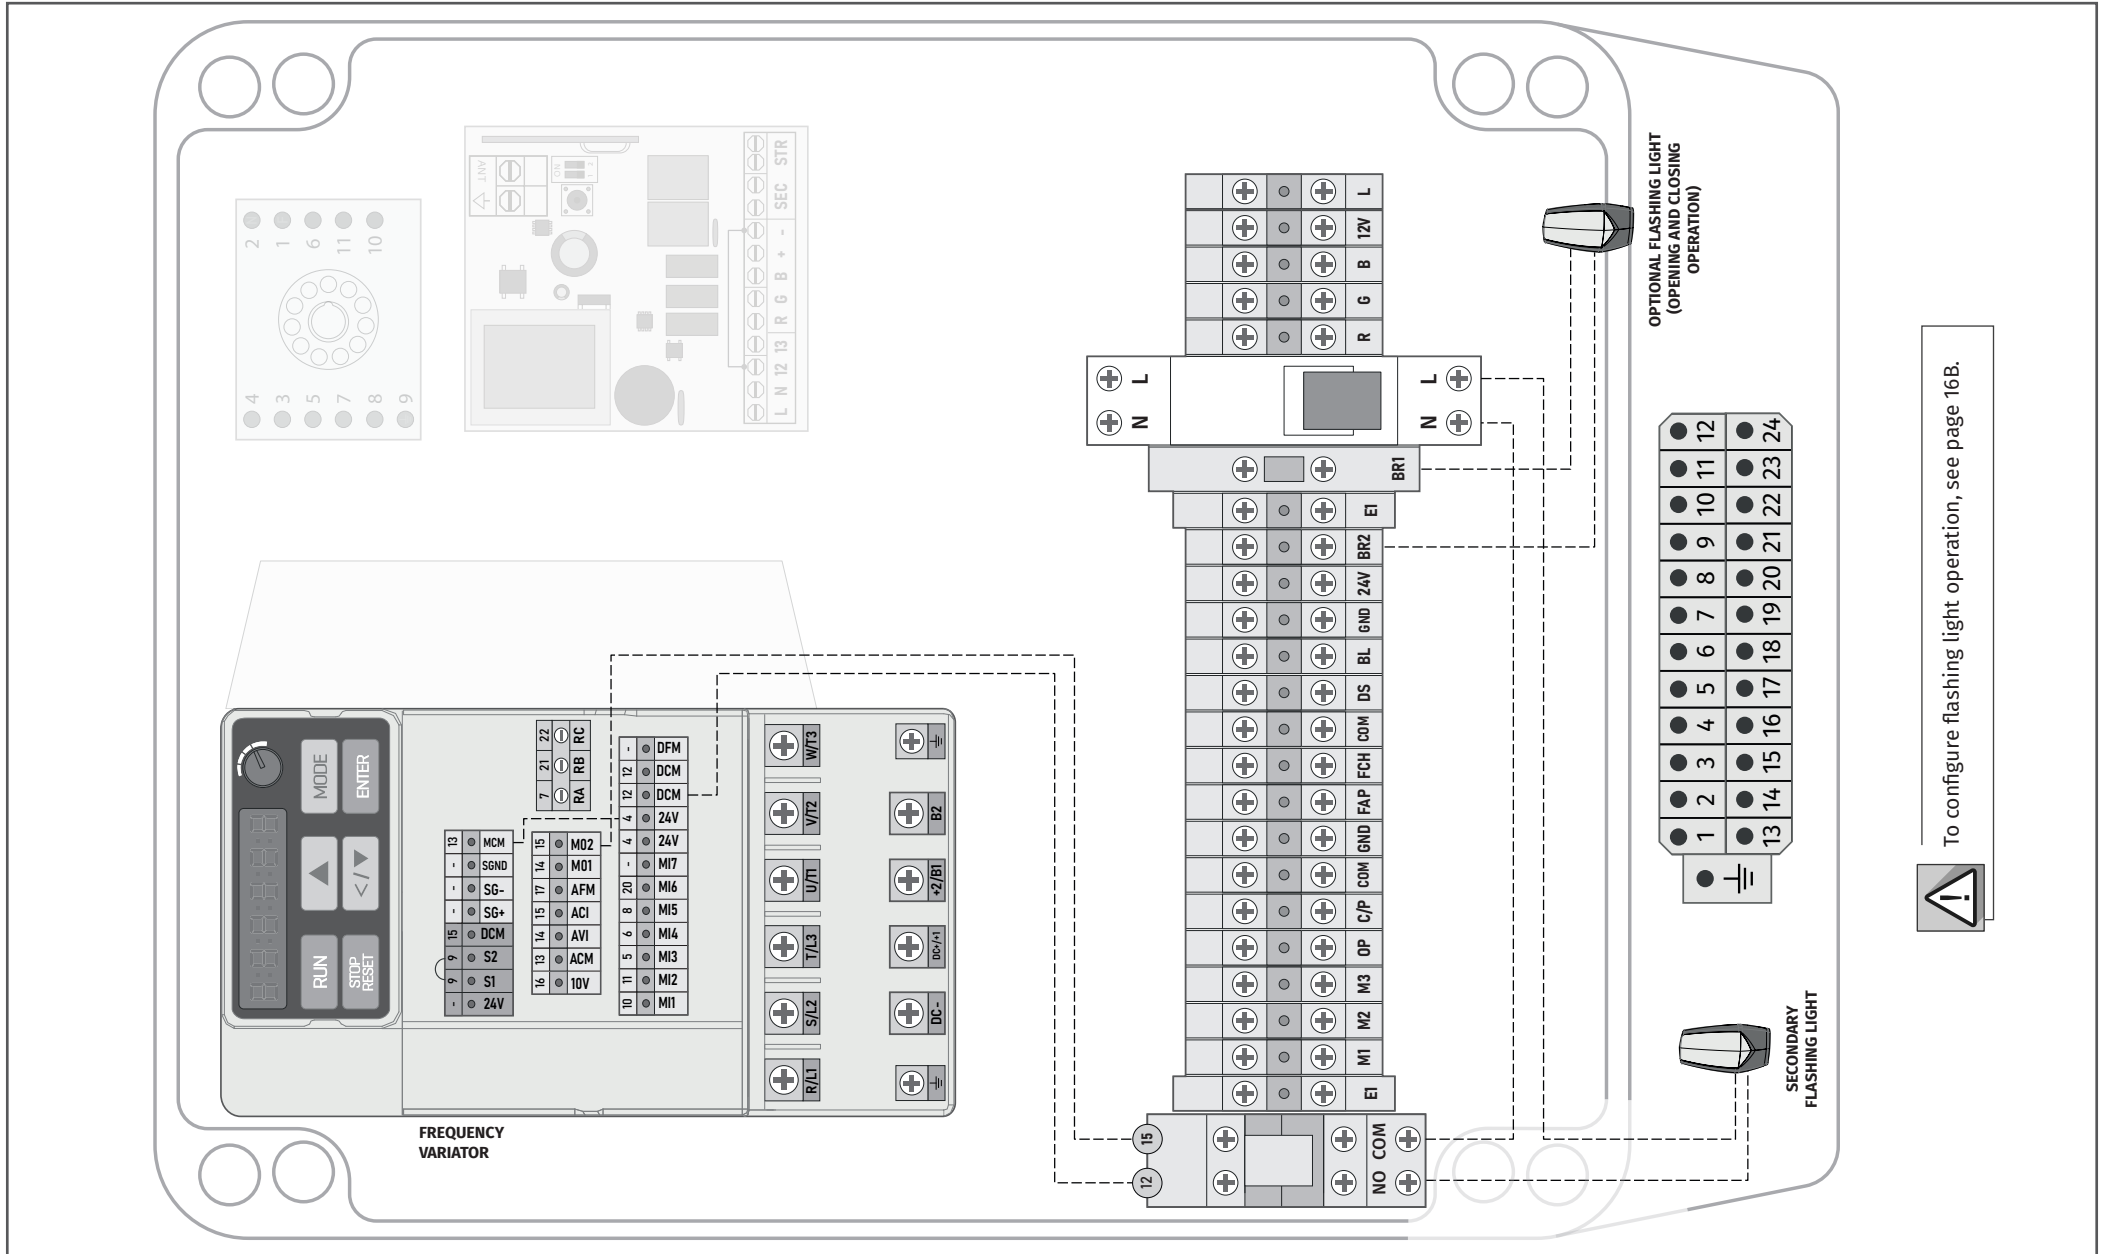 2 1 6 11 10
4 3 5 7 8 9
ANT
NO
1 2
STR
SEC
L N 12 13 R G B + -
L
12V
B
G
R
L
N
L
N
BR1
E1
BR2
24V
GND
BL
DS
COM
FCH
FAP
GND
COM
C/P
OP
M3
M2
M1
E1
NO COM
15
12
OPTIONAL FLASHING LIGHT
(OPENING AND CLOSING
OPERATION)
1 2 3 4 5 6 7 8 9 10 11 12
13 14 15 16 17 18 19 20 21 22 23 24
To configure flashing light operation, see page 16B.
!
SECONDARY
FLASHING LIGHT
MODE
ENTER
</▼
RUN
STOP
RESET
7 21 22
RA RB RC
13 MCM
- SGND
- SG-
- SG+
15 DCM
9 S2
9 S1
- 24V
15 MO2
14 MO1
17 AFM
15 ACI
14 AVI
13 ACM
16 10V
- DFM
12 DCM
12 DCM
4 24V
4 24V
- MI7
20 MI6
8 MI5
6 MI4
5 MI3
11 MI2
10 MI1
R/L1 S/L2 T/L3 U/T1 V/T2 W/T3
DC- DC+/+1 +2/B1 B2
FREQUENCY
VARIATOR